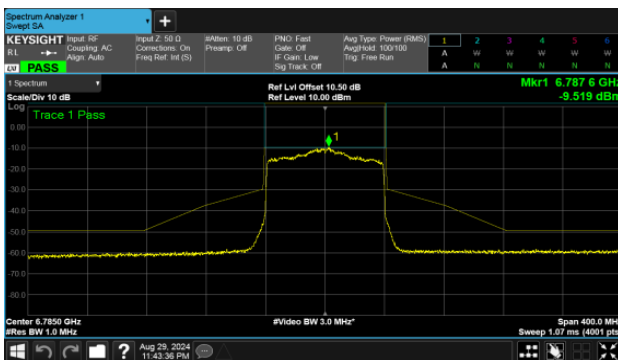 Spectrum Analyzer 1
Swept SA
KEYSIGHT Input: RF Input Z: 50 Ω #Atten: 10 dB PNO: Fast Avg Type: Power (RMS) 1 2 3 4 5 6
R L Coupling: AC Corrections: On Preamp: Off Gate: Off Avg|Hold: 100/100 A W W W W W
Align: Auto Freq Ref: Int (S) IF Gain: Low Trig: Free Run
LXI PASS Sig Track: Off A N N N N N
1 Spectrum Ref Lvl Offset 10.50 dB Mkr1 6.787 6 GHz
Scale/Div 10 dB Ref Level 10.00 dBm -9.519 dBm
Log
Trace 1 Pass
0.00
1
-10.0
-20.0
-30.0
-40.0
-50.0
-60.0
-70.0
-80.0
Center 6.7850 GHz #Video BW 3.0 MHz* Span 400.0 MH
#Res BW 1.0 MHz Sweep 1.07 ms (4001 pts
Aug 29, 2024
11:43:36 PM